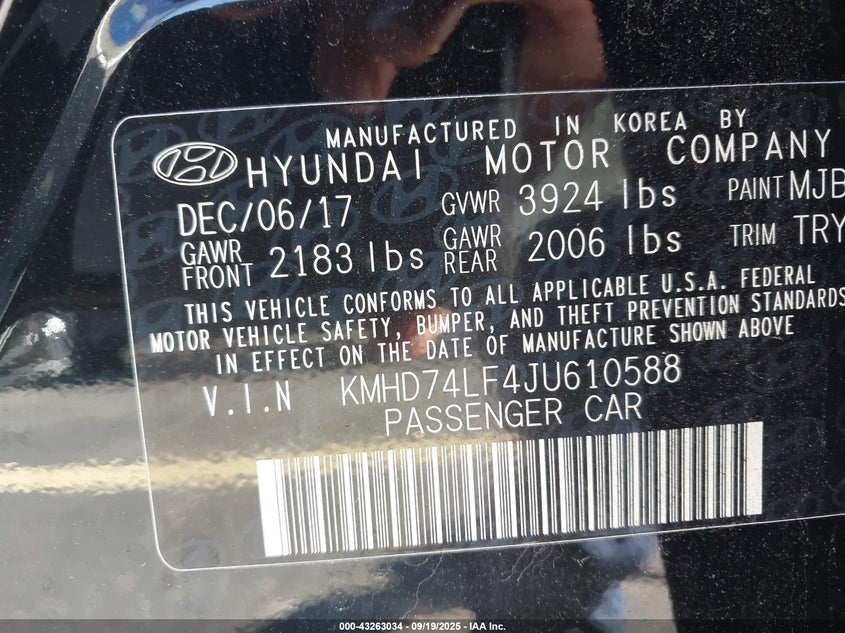 MANUFACTURED IN KOREA BY
HYUNDAI MOTOR COMPANY
DEC/06/17 GVWR 3924 lbs PAINT MJB
GAWR FRONT 2183 lbs GAWR REAR 2006 lbs TRIM TRY
THIS VEHICLE CONFORMS TO ALL APPLICABLE U.S.A. FEDERAL
MOTOR VEHICLE SAFETY, BUMPER, AND THEFT PREVENTION STANDARDS
IN EFFECT ON THE DATE OF MANUFACTURE SHOWN ABOVE
V.I.N KMHD74LF4JU610588
PASSENGER CAR
000-43263034 - 09/19/2025 - IAA Inc.